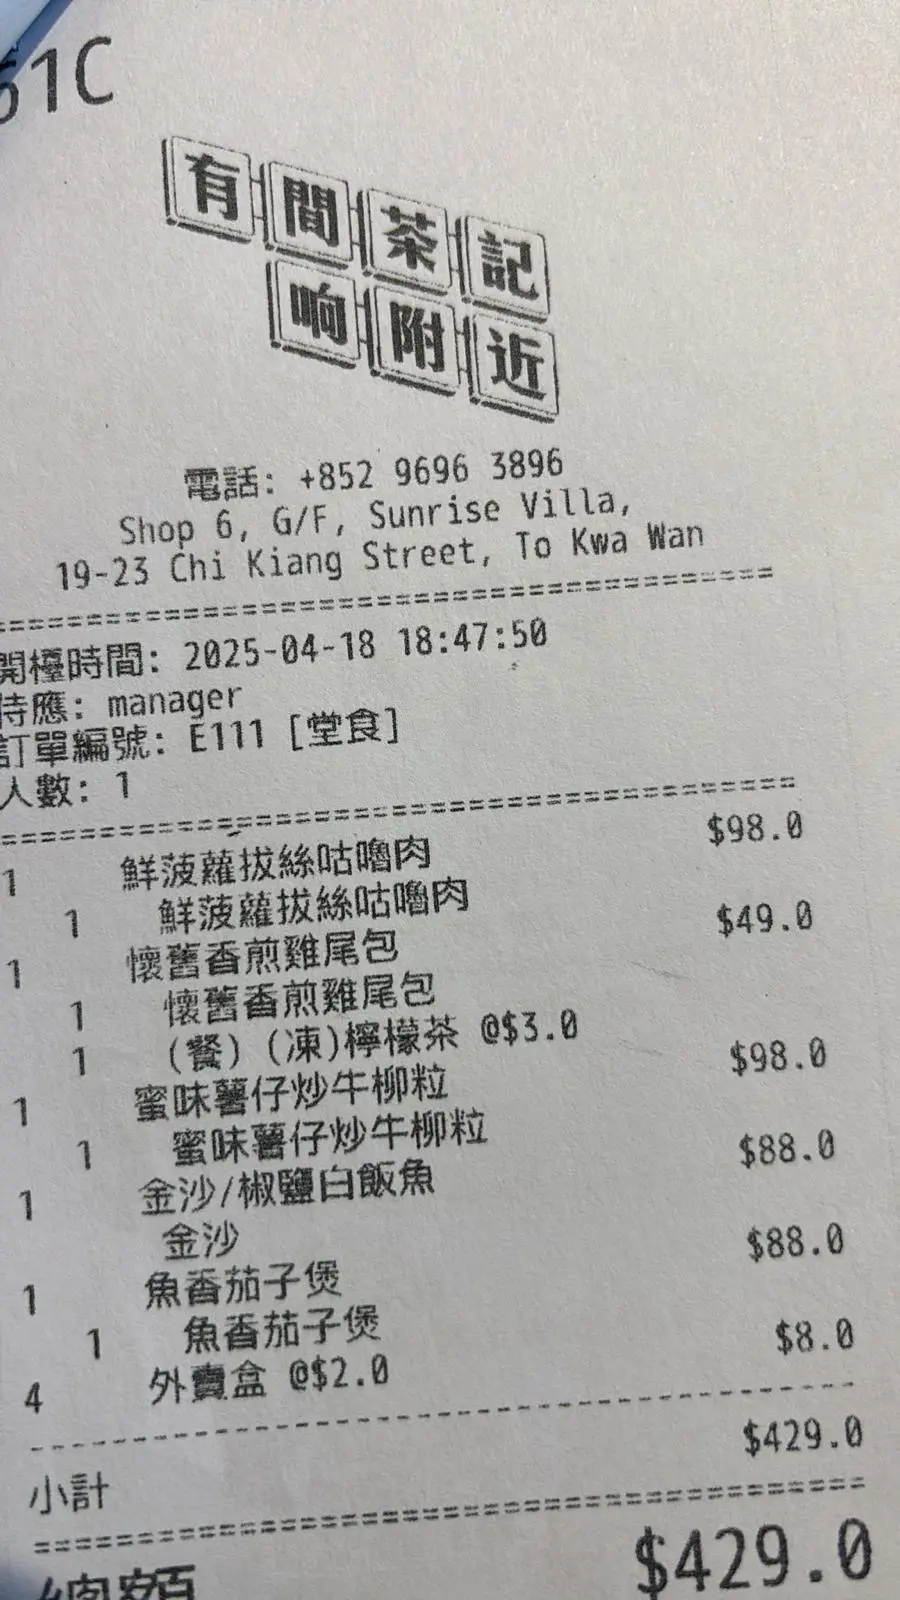 61C
有間茶記
响附近
電話: +852 9696 3896
Shop 6, G/F, Sunrise Villa,
19-23 Chi Kiang Street, To Kwa Wan
開檯時間: 2025-04-18 18:47:50
侍應: manager
訂單編號: E111 [堂食]
人數: 1
1 鮮菠蘿拔絲咕嚕肉 $98.0
1 鮮菠蘿拔絲咕嚕肉
1 懷舊香煎雞尾包 $49.0
1 懷舊香煎雞尾包
1 (餐) (凍)檸檬茶 @$3.0
1 蜜味薯仔炒牛柳粒 $98.0
1 蜜味薯仔炒牛柳粒
1 金沙/椒鹽白飯魚 $88.0
金沙
1 魚香茄子煲 $88.0
1 魚香茄子煲
4 外賣盒 @$2.0 $8.0
小計 $429.0
總額 $429.0